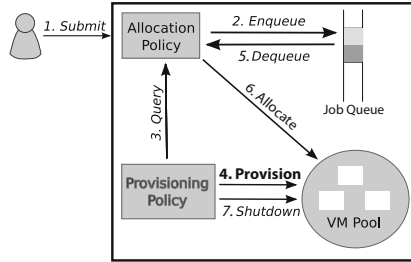 1. Submit
Allocation
Policy
2. Enqueue
5. Dequeue
Job Queue
3. Query
6. Allocate
Provisioning
Policy
4. Provision
7. Shutdown
VM Pool